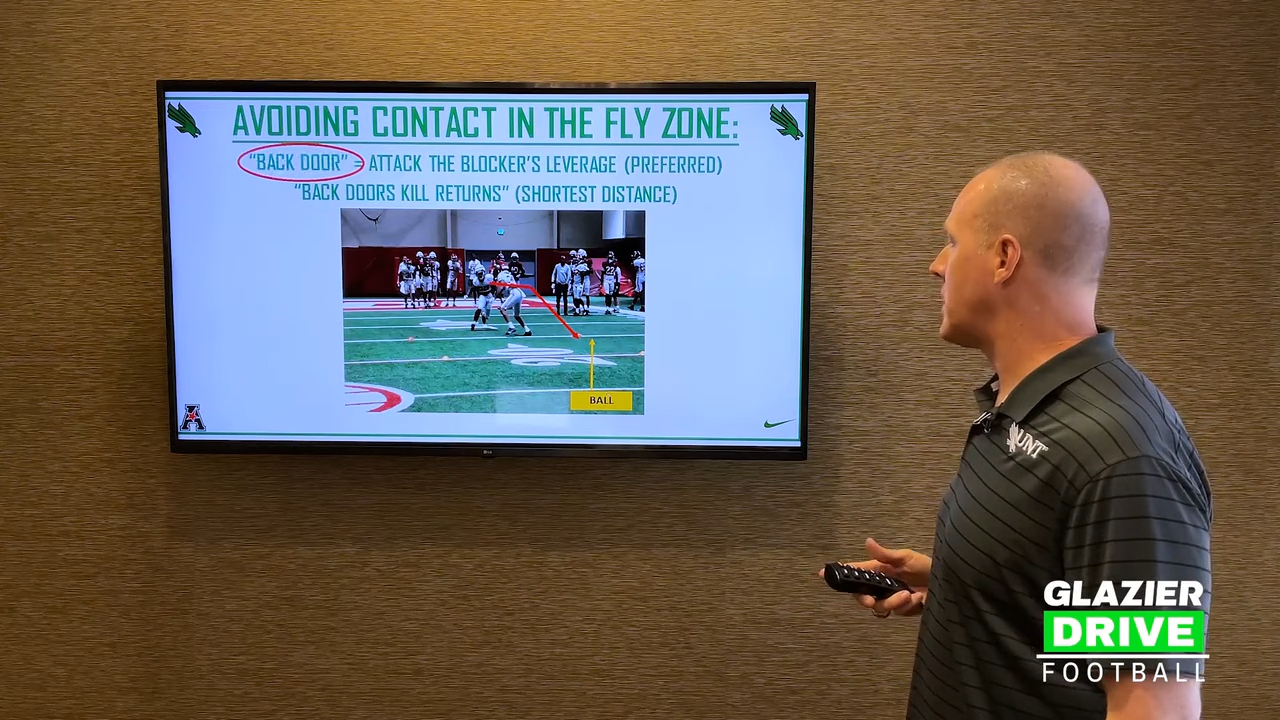 AVOIDING CONTACT IN THE FLY ZONE:
"BACK DOOR" = ATTACK THE BLOCKER'S LEVERAGE (PREFERRED)
"BACK DOORS KILL RETURNS" (SHORTEST DISTANCE)
BALL
LG
UNT
GLAZIER
DRIVE
FOOTBALL